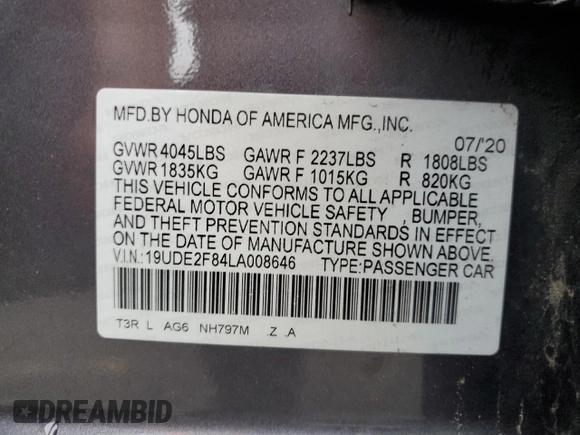 MFD.BY HONDA OF AMERICA MFG.,INC.
07/'20
GVWR 4045LBS GAWR F 2237LBS R 1808LBS
GVWR 1835KG GAWR F 1015KG R 820KG
THIS VEHICLE CONFORMS TO ALL APPLICABLE
FEDERAL MOTOR VEHICLE SAFETY , BUMPER,
AND THEFT PREVENTION STANDARDS IN EFFECT
ON THE DATE OF MANUFACTURE SHOWN ABOVE.
V.I.N.: 19UDE2F84LA008646 TYPE:PASSENGER CAR
T3R L AG6 NH797M .Z .A
DREAMBID